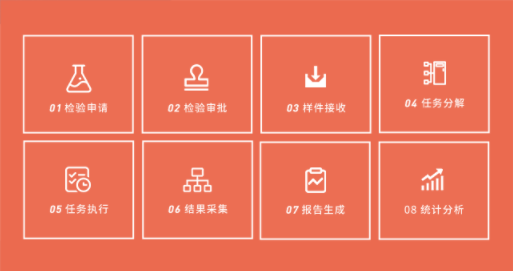 01 检验申请
02 检验审批
03 样件接收
04 任务分解
05 任务执行
06 结果采集
07 报告生成
08 统计分析